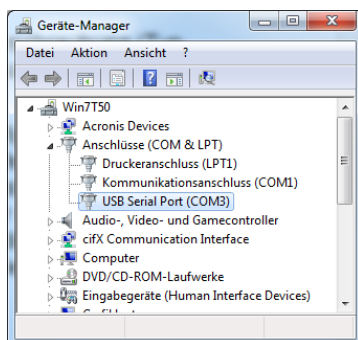 Geräte-Manager
Datei Aktion Ansicht ?
Win7T50
Acronis Devices
Anschlüsse (COM & LPT)
Druckeranschluss (LPT1)
Kommunikationsanschluss (COM1)
USB Serial Port (COM3)
Audio-, Video- und Gamecontroller
cifX Communication Interface
Computer
DVD/CD-ROM-Laufwerke
Eingabegeräte (Human Interface Devices)